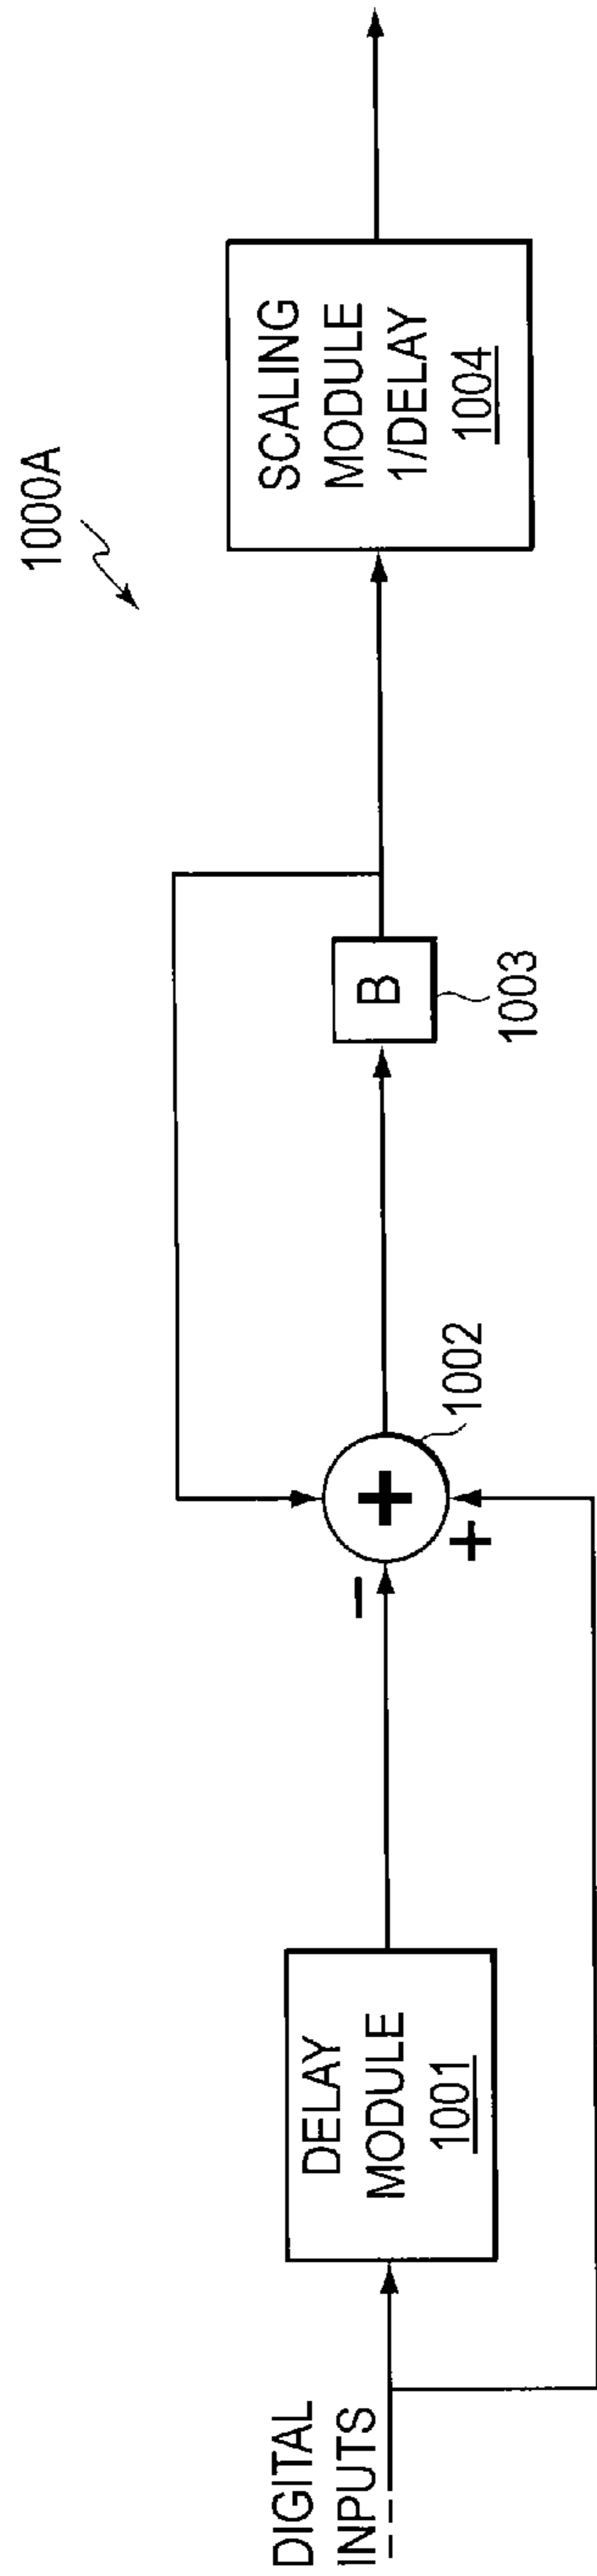 1000A
DIGITAL
INPUTS
DELAY
MODULE
1001
−
+
+
1002
B
1003
SCALING
MODULE
1/DELAY
1004